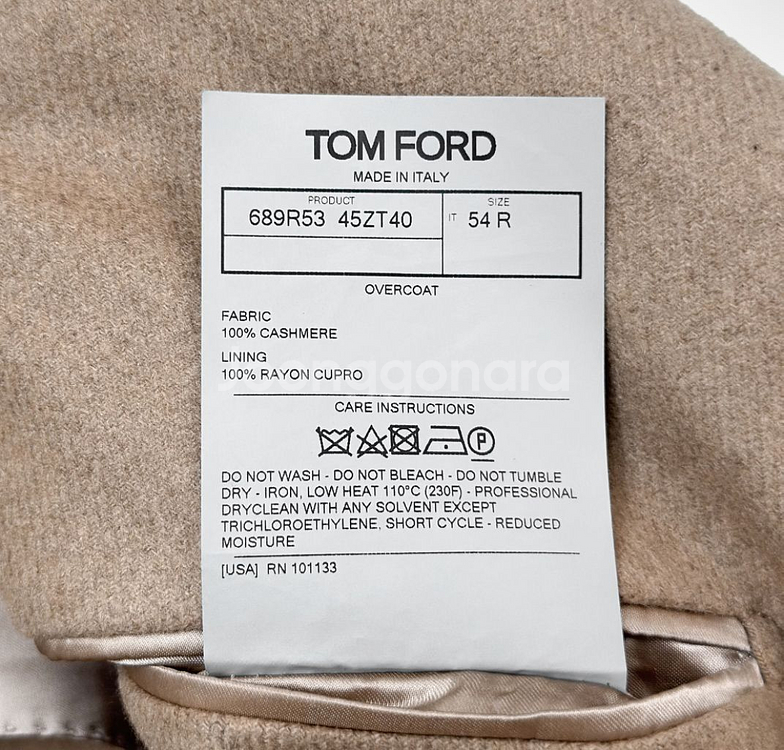 TOM FORD
MADE IN ITALY
PRODUCT
689R53 45ZT40
SIZE
IT 54 R
OVERCOAT
FABRIC
100% CASHMERE
LINING
100% RAYON CUPRO
joonggonara
CARE INSTRUCTIONS
P
DO NOT WASH - DO NOT BLEACH - DO NOT TUMBLE
DRY - IRON, LOW HEAT 110°C (230F) - PROFESSIONAL
DRYCLEAN WITH ANY SOLVENT EXCEPT
TRICHLOROETHYLENE, SHORT CYCLE - REDUCED
MOISTURE
[USA] RN 101133